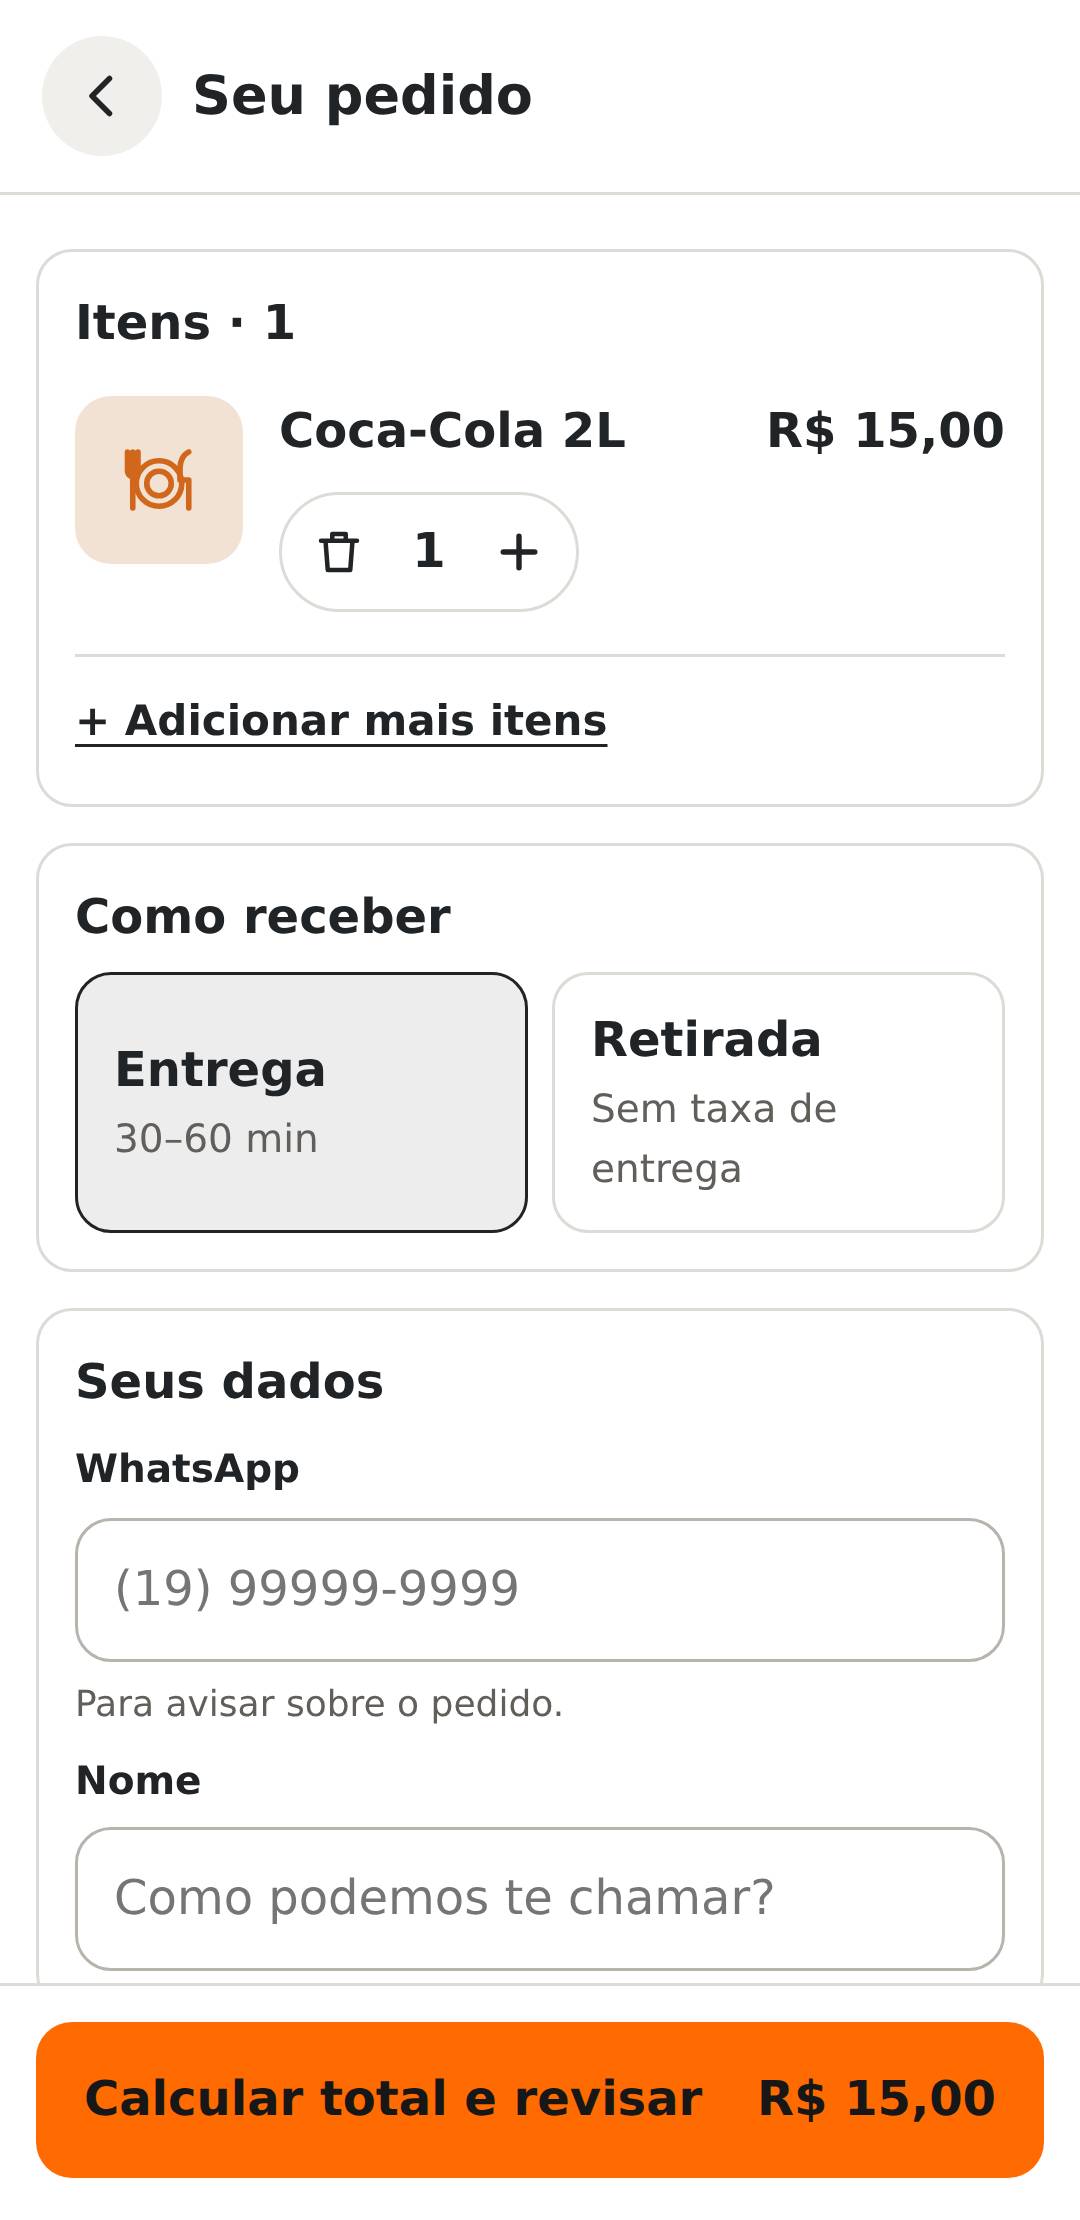 Seu pedido
Itens · 1
Coca-Cola 2L R$ 15,00
1 +
+ Adicionar mais itens
Como receber
Entrega
30–60 min
Retirada
Sem taxa de
entrega
Seus dados
WhatsApp
(19) 99999-9999
Para avisar sobre o pedido.
Nome
Como podemos te chamar?
Calcular total e revisar R$ 15,00